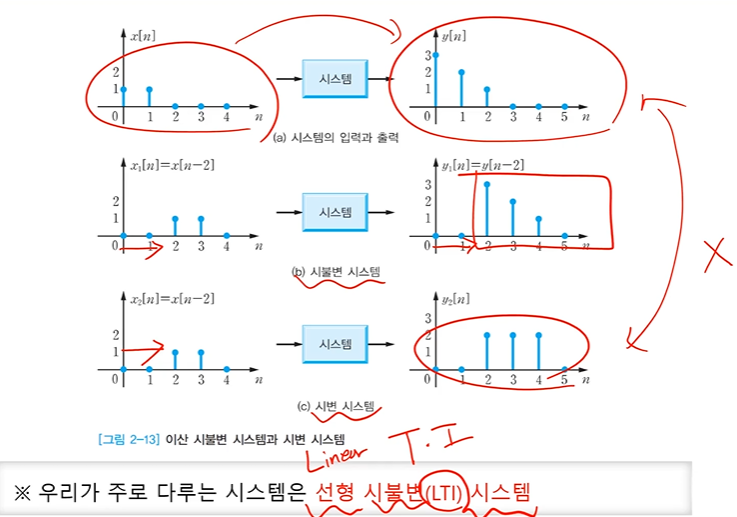 x[n] y[n]
2 1 0 1 2 3 4 n
시스템
3 2 1 0 1 2 3 4 5 n
(a) 시스템의 입력과 출력
x₁[n]=x[n−2] y₁[n]=y[n−2]
2 1 0 1 2 3 4 n
시스템
3 2 1 0 1 2 3 4 5 n
(b) 시불변 시스템
x₂[n]=x[n−2] y₂[n]
2 1 0 1 2 3 4 n
시스템
3 2 1 0 1 2 3 4 5 n
(c) 시변 시스템
[그림 2-13] 이산 시불변 시스템과 시변 시스템
Linear T.I
※ 우리가 주로 다루는 시스템은 선형 시불변(LTI) 시스템